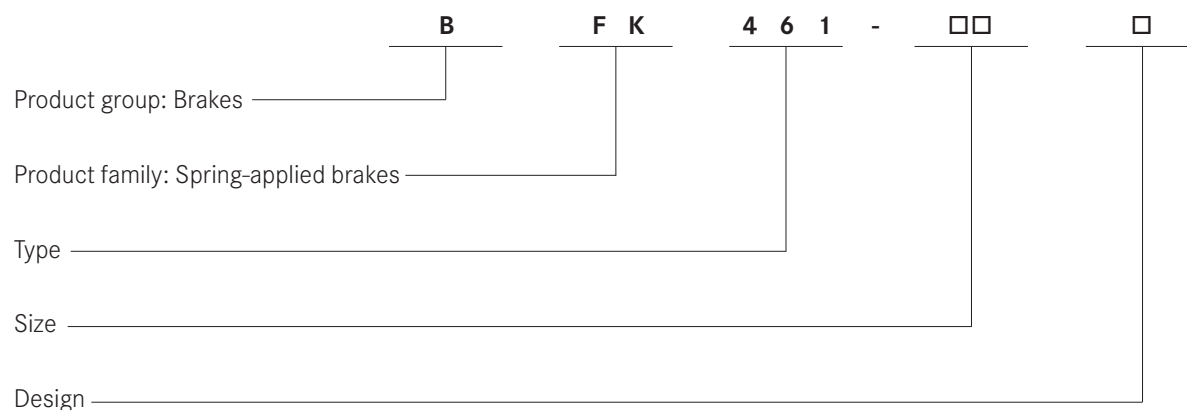 B F K 4 6 1 - □□ □
Product group: Brakes
Product family: Spring-applied brakes
Type
Size
Design